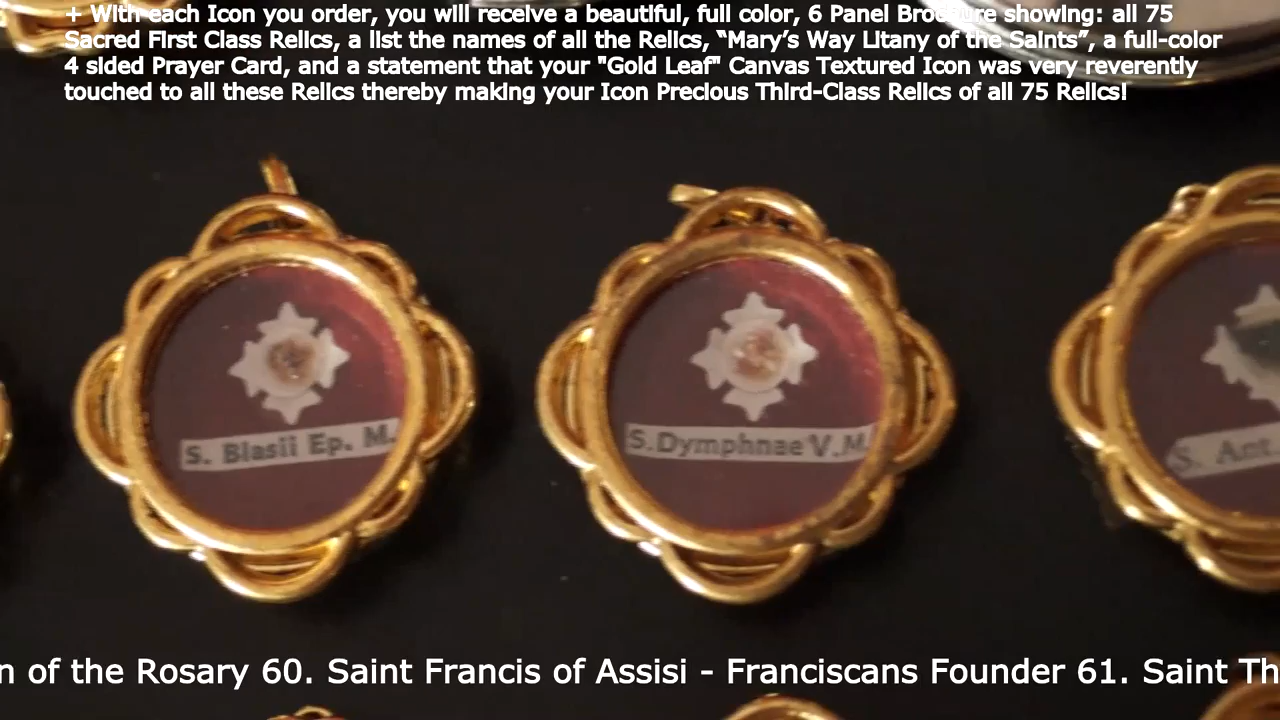 + With each Icon you order, you will receive a beautiful, full color, 6 Panel Brochure showing: all 75
Sacred First Class Relics, a list the names of all the Relics, “Mary’s Way Litany of the Saints”, a full-color
4 sided Prayer Card, and a statement that your "Gold Leaf" Canvas Textured Icon was very reverently
touched to all these Relics thereby making your Icon Precious Third-Class Relics of all 75 Relics!
S. Blasii Ep. M.
S. Dymphnae V. M
S. Ant.
n of the Rosary 60. Saint Francis of Assisi - Franciscans Founder 61. Saint Th